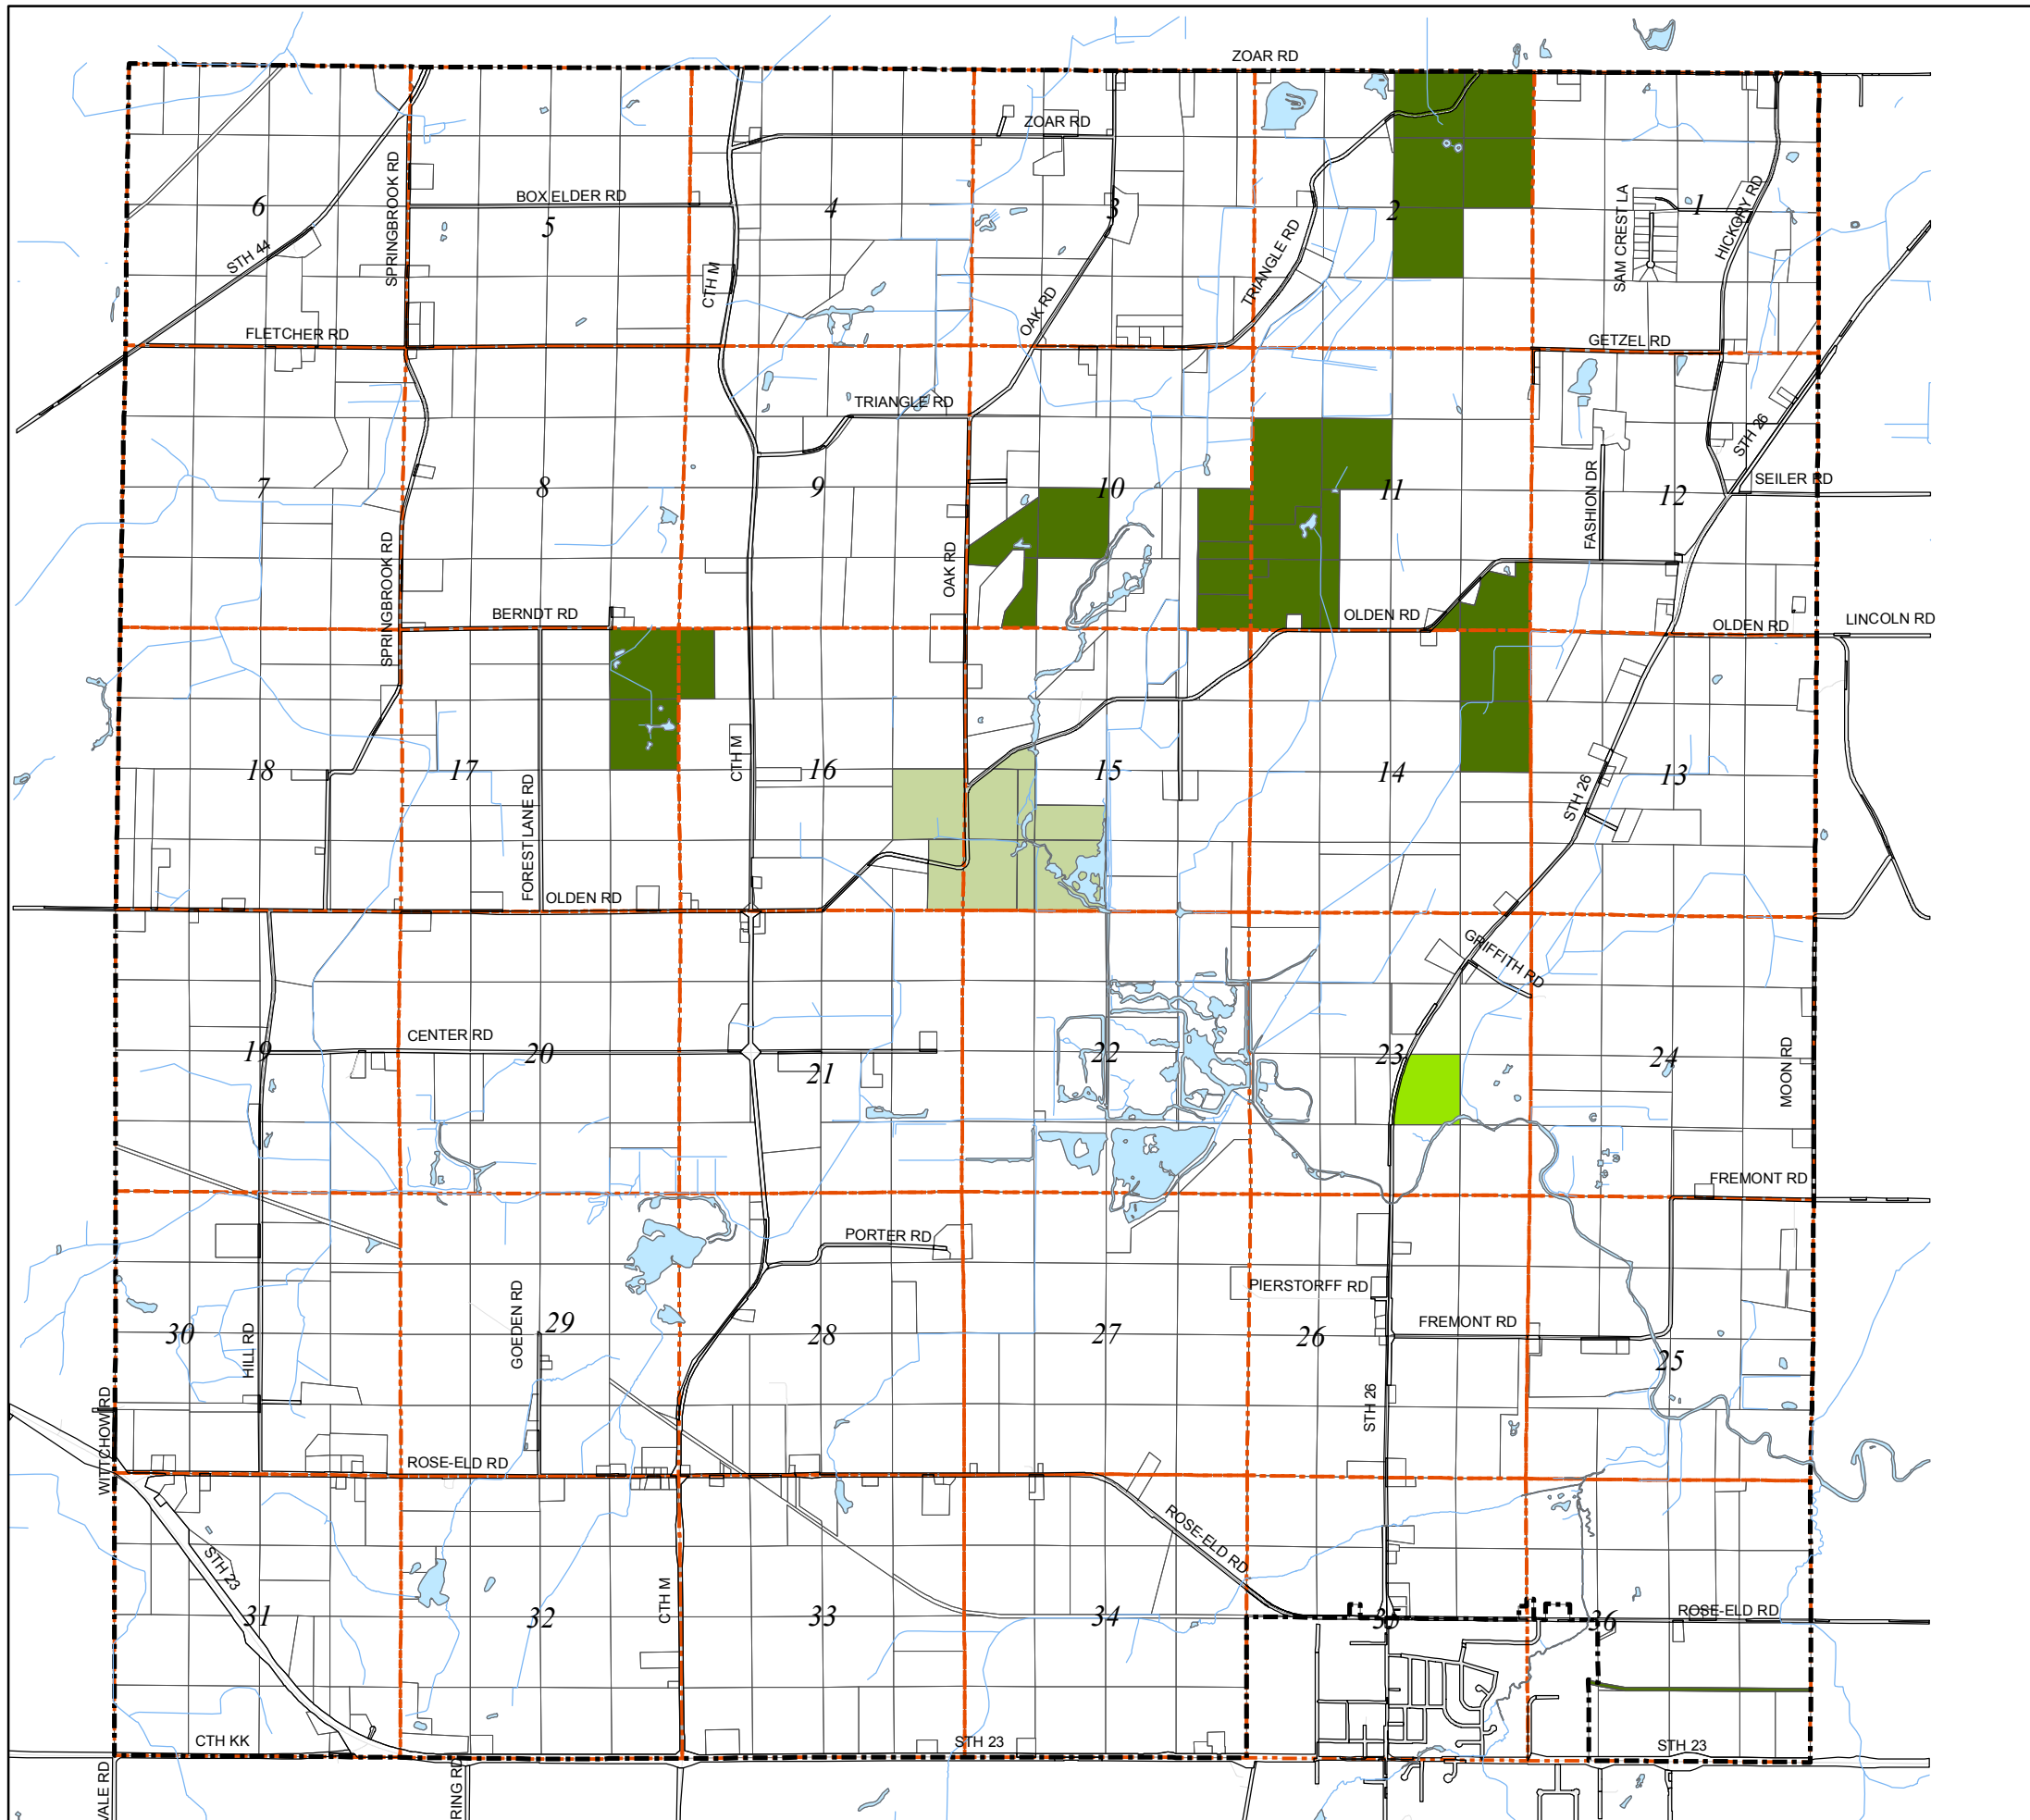 ZOAR RD
ZOAR RD
SPRINGBROOK RD
BOX ELDER RD
6
5
4
3
2
1
SAM CREST LA
HICKORY RD
STH 44
CTH M
OAK RD
TRIANGLE RD
FLETCHER RD
GETZEL RD
TRIANGLE RD
STH 26
SEILER RD
7
8
9
10
11
12
FASHION DR
SPRINGBROOK RD
OAK RD
BERNDT RD
OLDEN RD
OLDEN RD
LINCOLN RD
18
17
FOREST LANE RD
CTH M
16
15
14
13
STH 26
OLDEN RD
GRIFFITH RD
CENTER RD
19
20
21
22
23
24
MOON RD
FREMONT RD
PORTER RD
PIERSTORFF RD
FREMONT RD
30
HILL RD
GOEDEN RD
29
28
27
26
25
STH 26
WITTCHOW RD
ROSE-ELD RD
ROSE-ELD RD
STH 23
31
32
CTH M
33
34
35
36
ROSE-ELD RD
CTH KK
STH 23
STH 23
VALE RD
RING RD